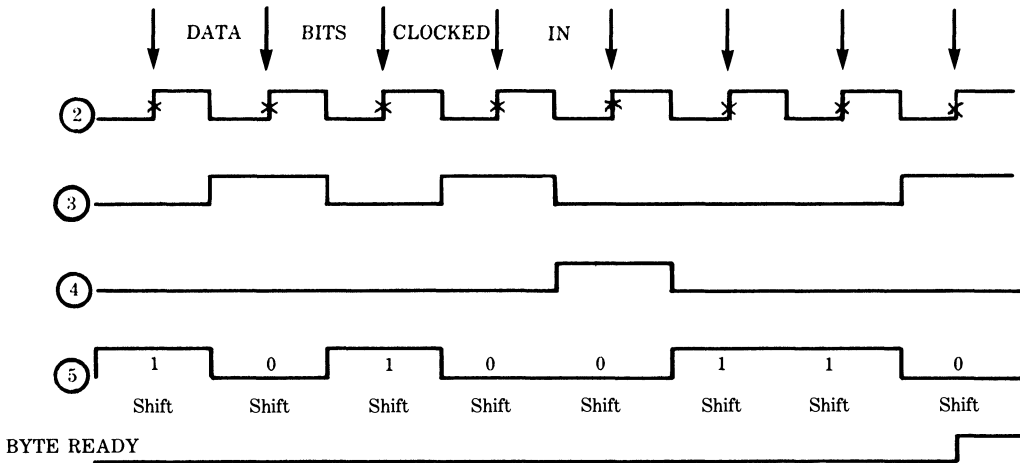 DATA BITS CLOCKED IN
2
3
4
5
1 0 1 0 0 1 1 0
Shift Shift Shift Shift Shift Shift Shift Shift
BYTE READY